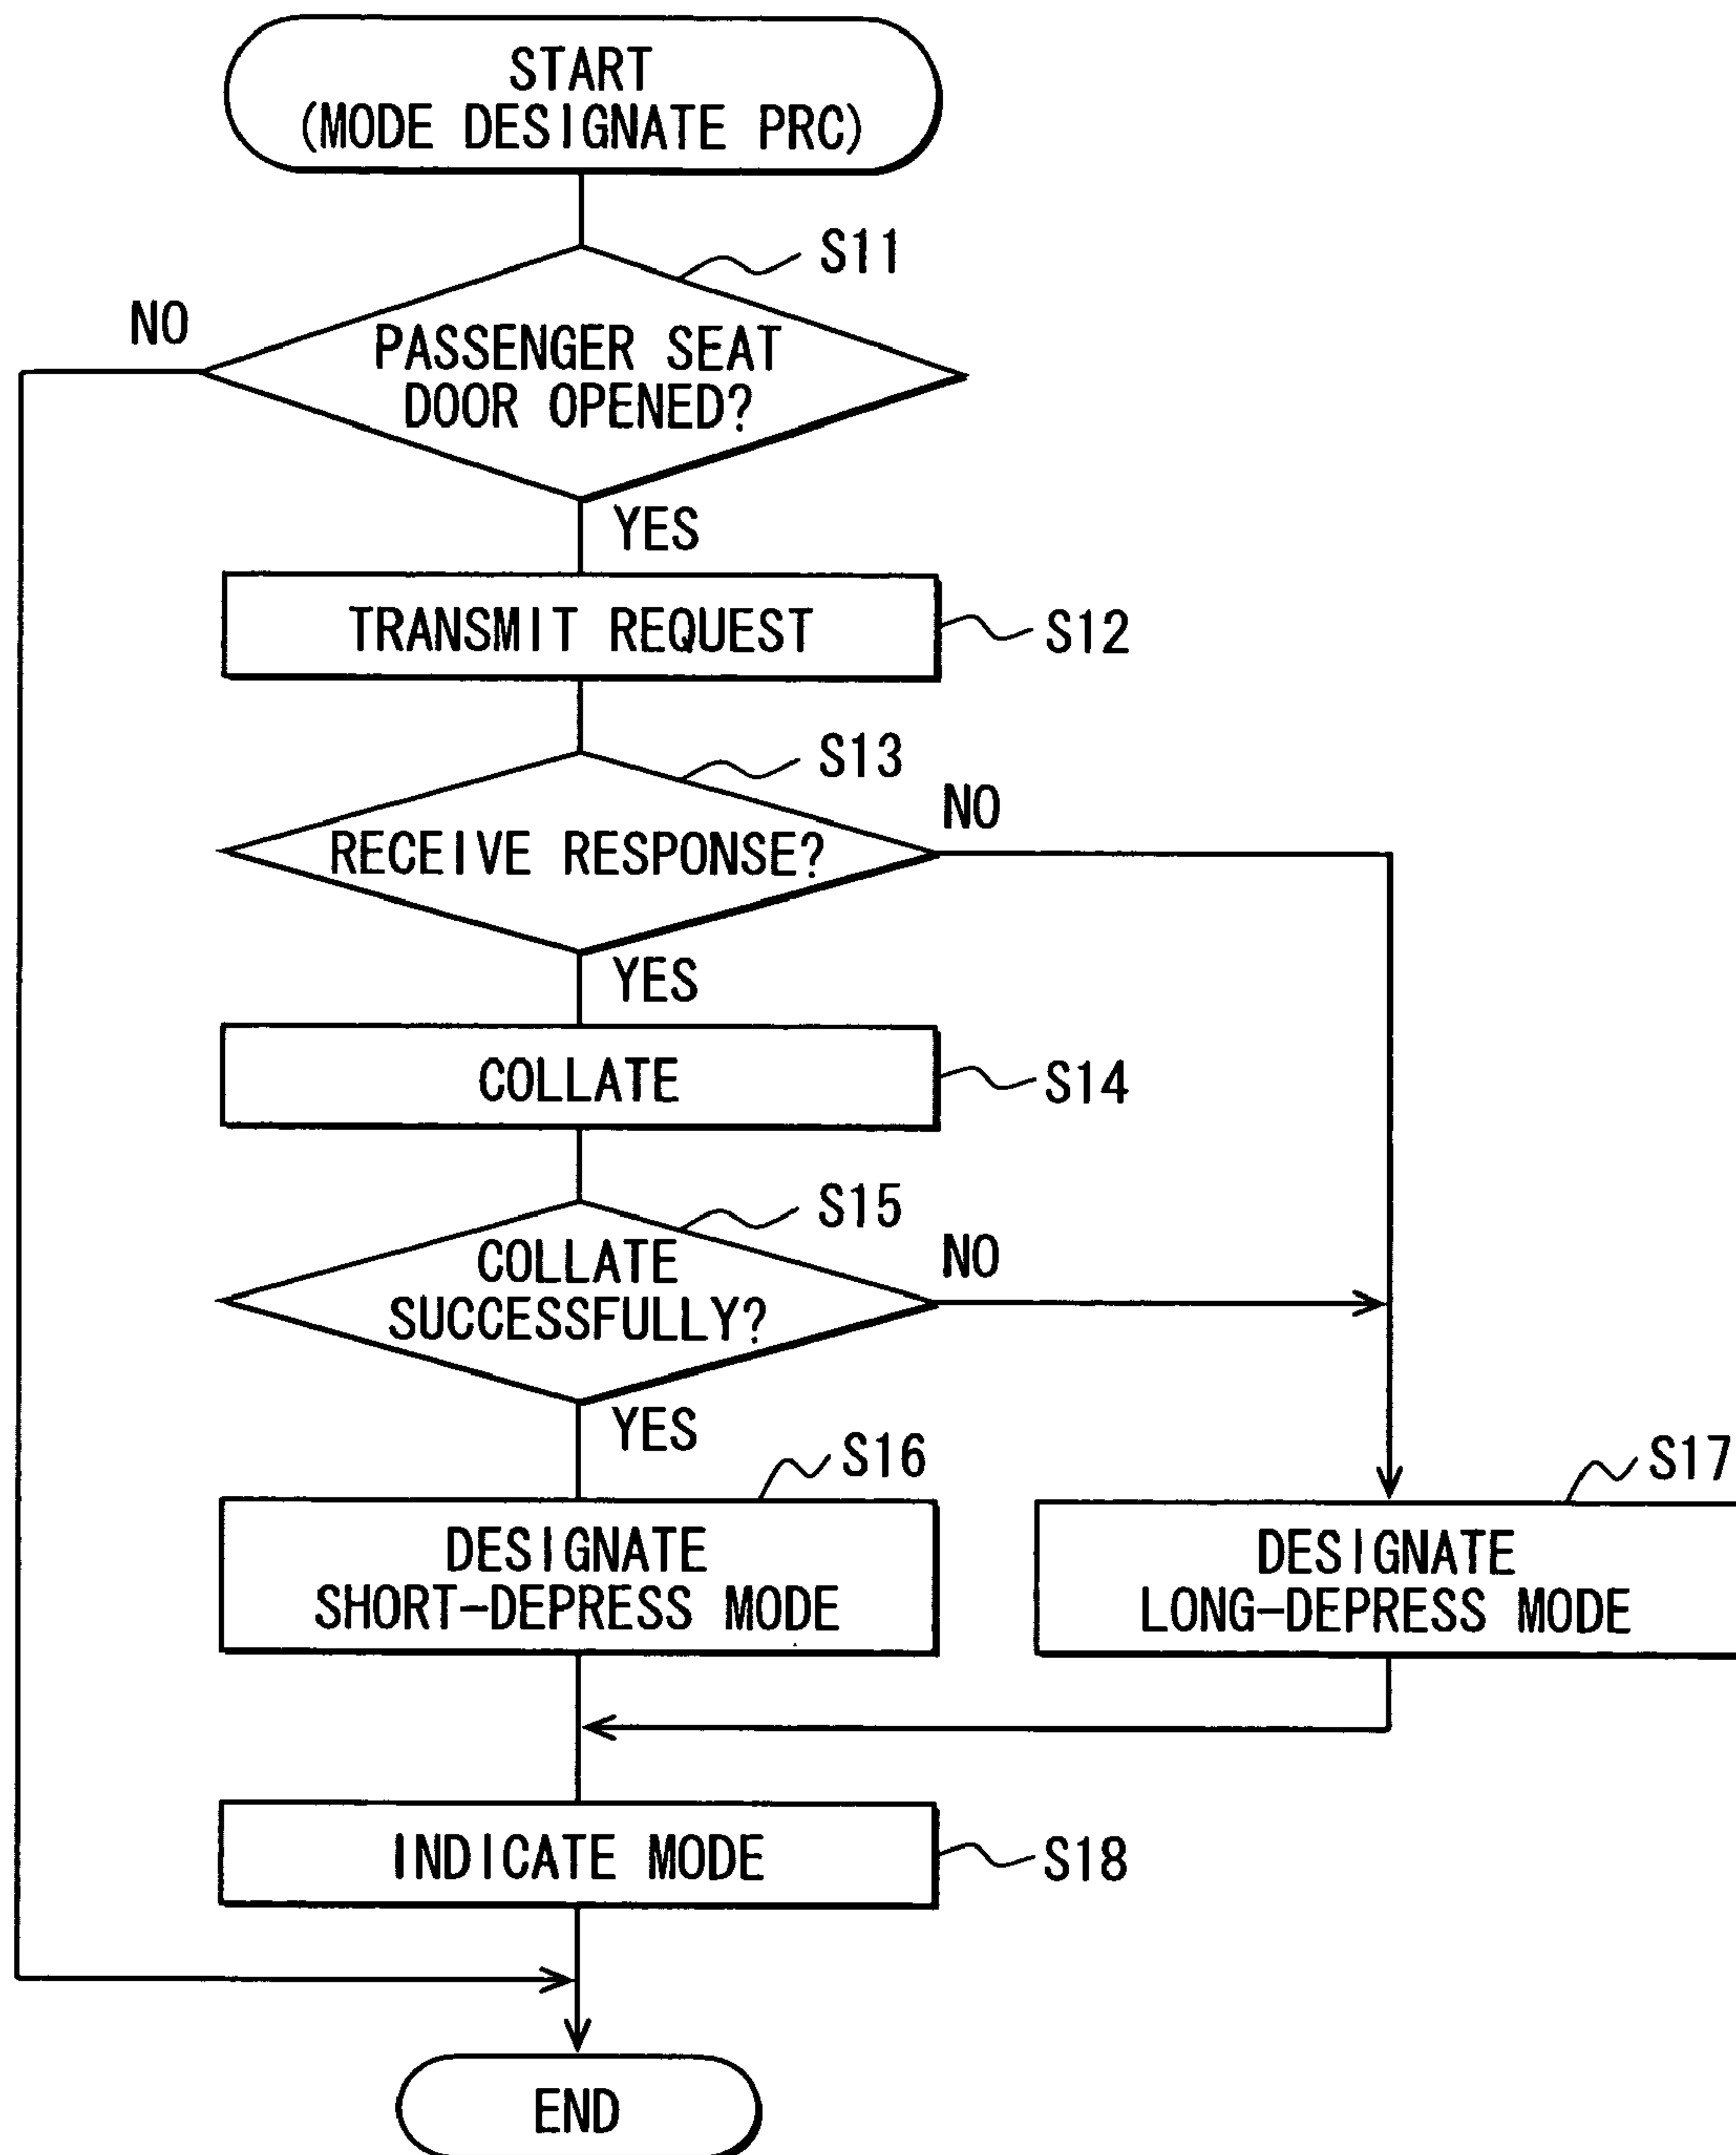 START
(MODE DESIGNATE PRC)
S11
NO
PASSENGER SEAT
DOOR OPENED?
YES
TRANSMIT REQUEST
S12
S13
NO
RECEIVE RESPONSE?
YES
COLLATE
S14
S15
NO
COLLATE
SUCCESSFULLY?
YES
S16
S17
DESIGNATE
SHORT-DEPRESS MODE
DESIGNATE
LONG-DEPRESS MODE
INDICATE MODE
S18
END